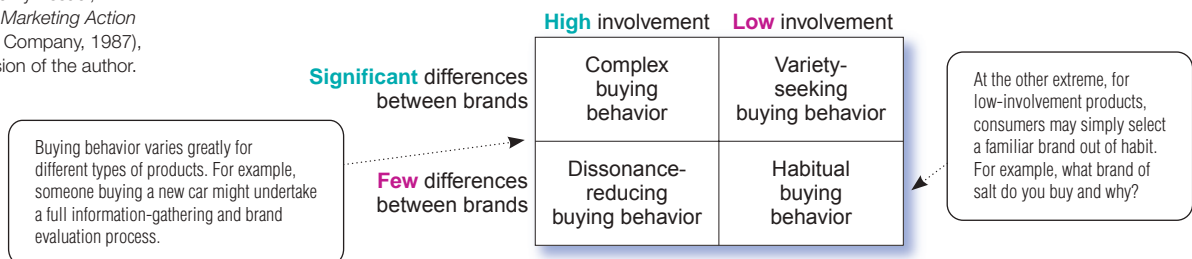 Marketing Action
Company, 1987),
sion of the author.
High involvement Low involvement
Significant differences
between brands
Complex
buying
behavior
Variety-
seeking
buying behavior
Few differences
between brands
Dissonance-
reducing
buying behavior
Habitual
buying
behavior
Buying behavior varies greatly for
different types of products. For example,
someone buying a new car might undertake
a full information-gathering and brand
evaluation process.
At the other extreme, for
low-involvement products,
consumers may simply select
a familiar brand out of habit.
For example, what brand of
salt do you buy and why?